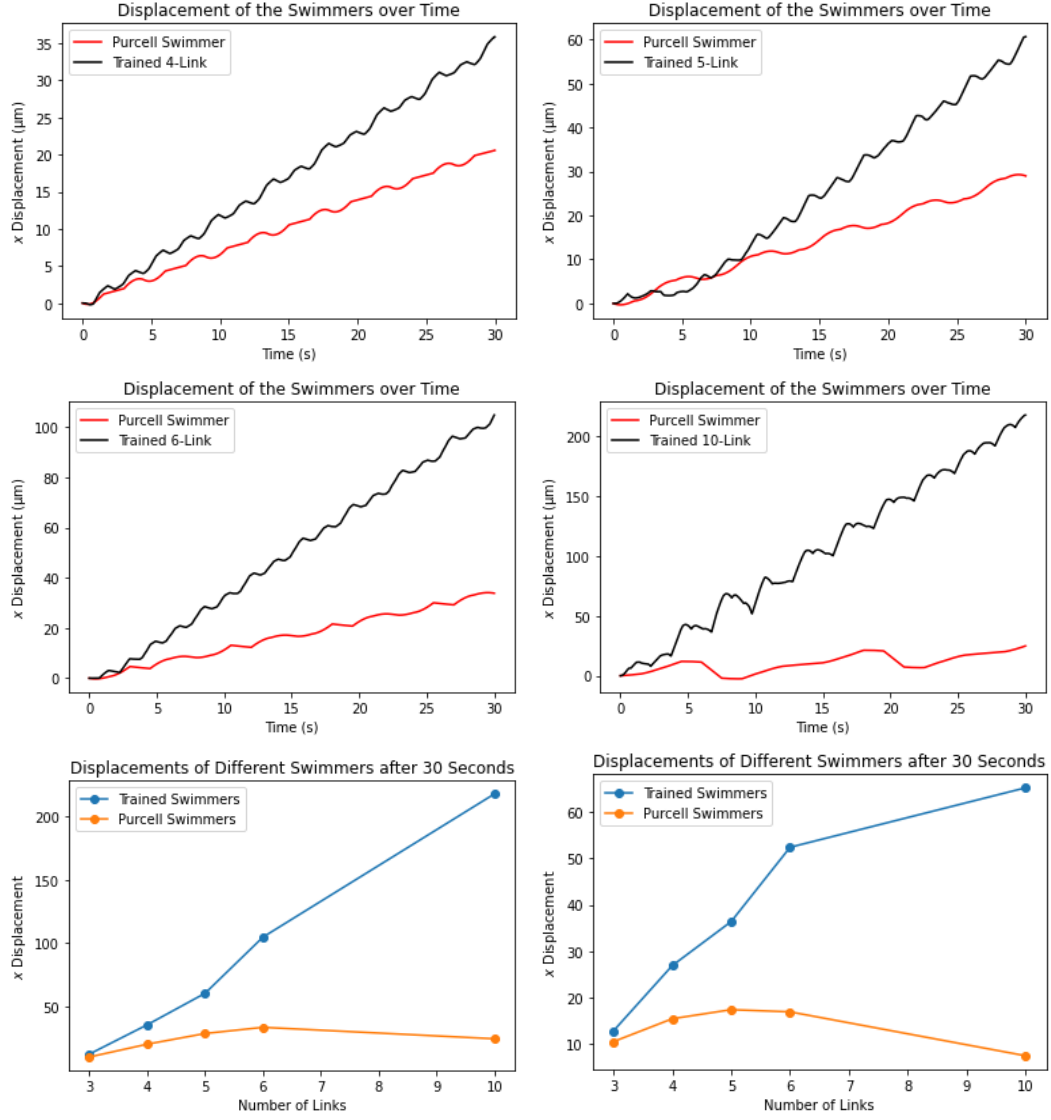 Displacement of the Swimmers over Time
Purcell Swimmer
Trained 4-Link
x Displacement (μm)
35
30
25
20
15
10
5
0
0 5 10 15 20 25 30
Time (s)
Displacement of the Swimmers over Time
Purcell Swimmer
Trained 5-Link
x Displacement (μm)
60
50
40
30
20
10
0
0 5 10 15 20 25 30
Time (s)
Displacement of the Swimmers over Time
Purcell Swimmer
Trained 6-Link
x Displacement (μm)
100
80
60
40
20
0
0 5 10 15 20 25 30
Time (s)
Displacement of the Swimmers over Time
Purcell Swimmer
Trained 10-Link
x Displacement (μm)
200
150
100
50
0
0 5 10 15 20 25 30
Time (s)
Displacements of Different Swimmers after 30 Seconds
Trained Swimmers
Purcell Swimmers
x Displacement
200
150
100
50
3 4 5 6 7 8 9 10
Number of Links
Displacements of Different Swimmers after 30 Seconds
Trained Swimmers
Purcell Swimmers
x Displacement
60
50
40
30
20
10
3 4 5 6 7 8 9 10
Number of Links